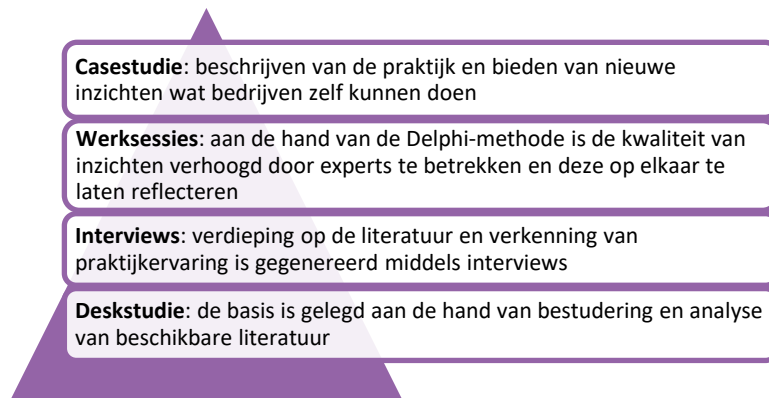 Casestudie: beschrijven van de praktijk en bieden van nieuwe
inzichten wat bedrijven zelf kunnen doen
Werksessies: aan de hand van de Delphi-methode is de kwaliteit van
inzichten verhoogd door experts te betrekken en deze op elkaar te
laten reflecteren
Interviews: verdieping op de literatuur en verkenning van
praktijkervaring is gegenereerd middels interviews
Deskstudie: de basis is gelegd aan de hand van bestudering en analyse
van beschikbare literatuur